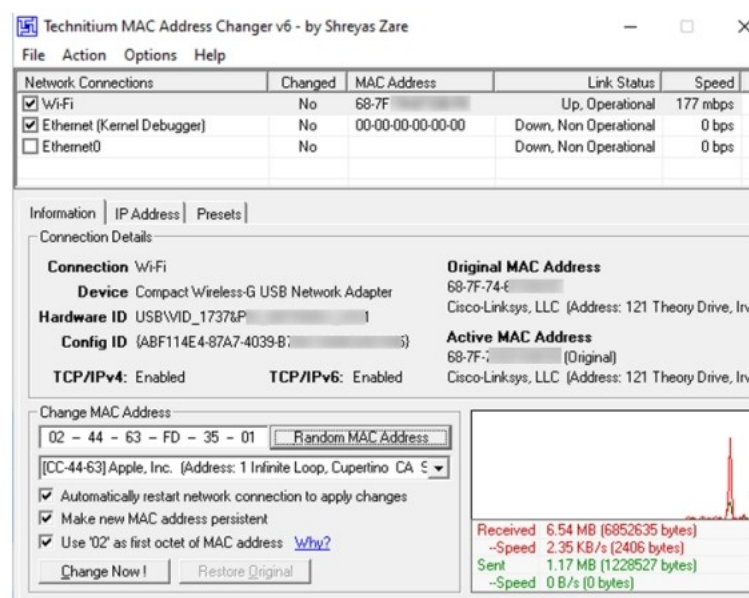 Technitium MAC Address Changer v6 - by Shreyas Zare
File Action Options Help
Network Connections Changed MAC Address Link Status Speed
Wi-Fi No 68-7F Up, Operational 177 mbps
Ethernet (Kernel Debugger) No 00-00-00-00-00-00 Down, Non Operational 0 bps
Ethernet0 No Down, Non Operational 0 bps
Information IP Address Presets
Connection Details
Connection Wi-Fi
Device Compact Wireless-G USB Network Adapter
Hardware ID USB\VID_1737&P 1
Config ID {ABF114E4-87A7-4039-B }
TCP/IPv4: Enabled TCP/IPv6: Enabled
Original MAC Address
68-7F-74-
Cisco-Linksys, LLC (Address: 121 Theory Drive, Irv
Active MAC Address
68-7F- (Original)
Cisco-Linksys, LLC (Address: 121 Theory Drive, Irv
Change MAC Address
02 - 44 - 63 - FD - 35 - 01 Random MAC Address
[CC-44-63] Apple, Inc. (Address: 1 Infinite Loop, Cupertino CA
Automatically restart network connection to apply changes
Make new MAC address persistent
Use '02' as first octet of MAC address Why?
Change Now ! Restore Original
Received 6.54 MB (6852635 bytes)
--Speed 2.35 KB/s (2406 bytes)
Sent 1.17 MB (1228527 bytes)
--Speed 0 B/s (0 bytes)